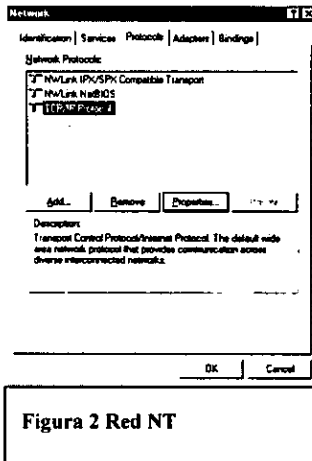 Network
Identification Services Protocols Adapters Bindings
Network Protocols:
NWLink IPX/SPX Compatible Transport
NWLink NetBIOS
TCP/IP Protocol
Add... Remove Properties...
Description:
Transport Control Protocol/Internet Protocol. The default wide
area network protocol that provides communication across
diverse interconnected networks.
OK Cancel
Figura 2 Red NT